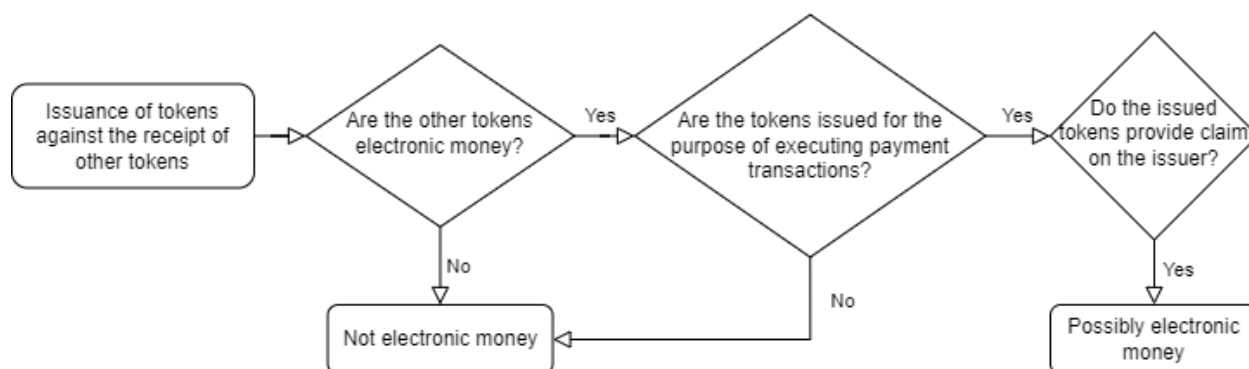 Issuance of tokens
against the receipt of
other tokens
Are the other tokens
electronic money?
Yes
Are the tokens issued for the
purpose of executing payment
transactions?
Yes
Do the issued
tokens provide claim
on the issuer?
No
No
Yes
Not electronic money
Possibly electronic
money